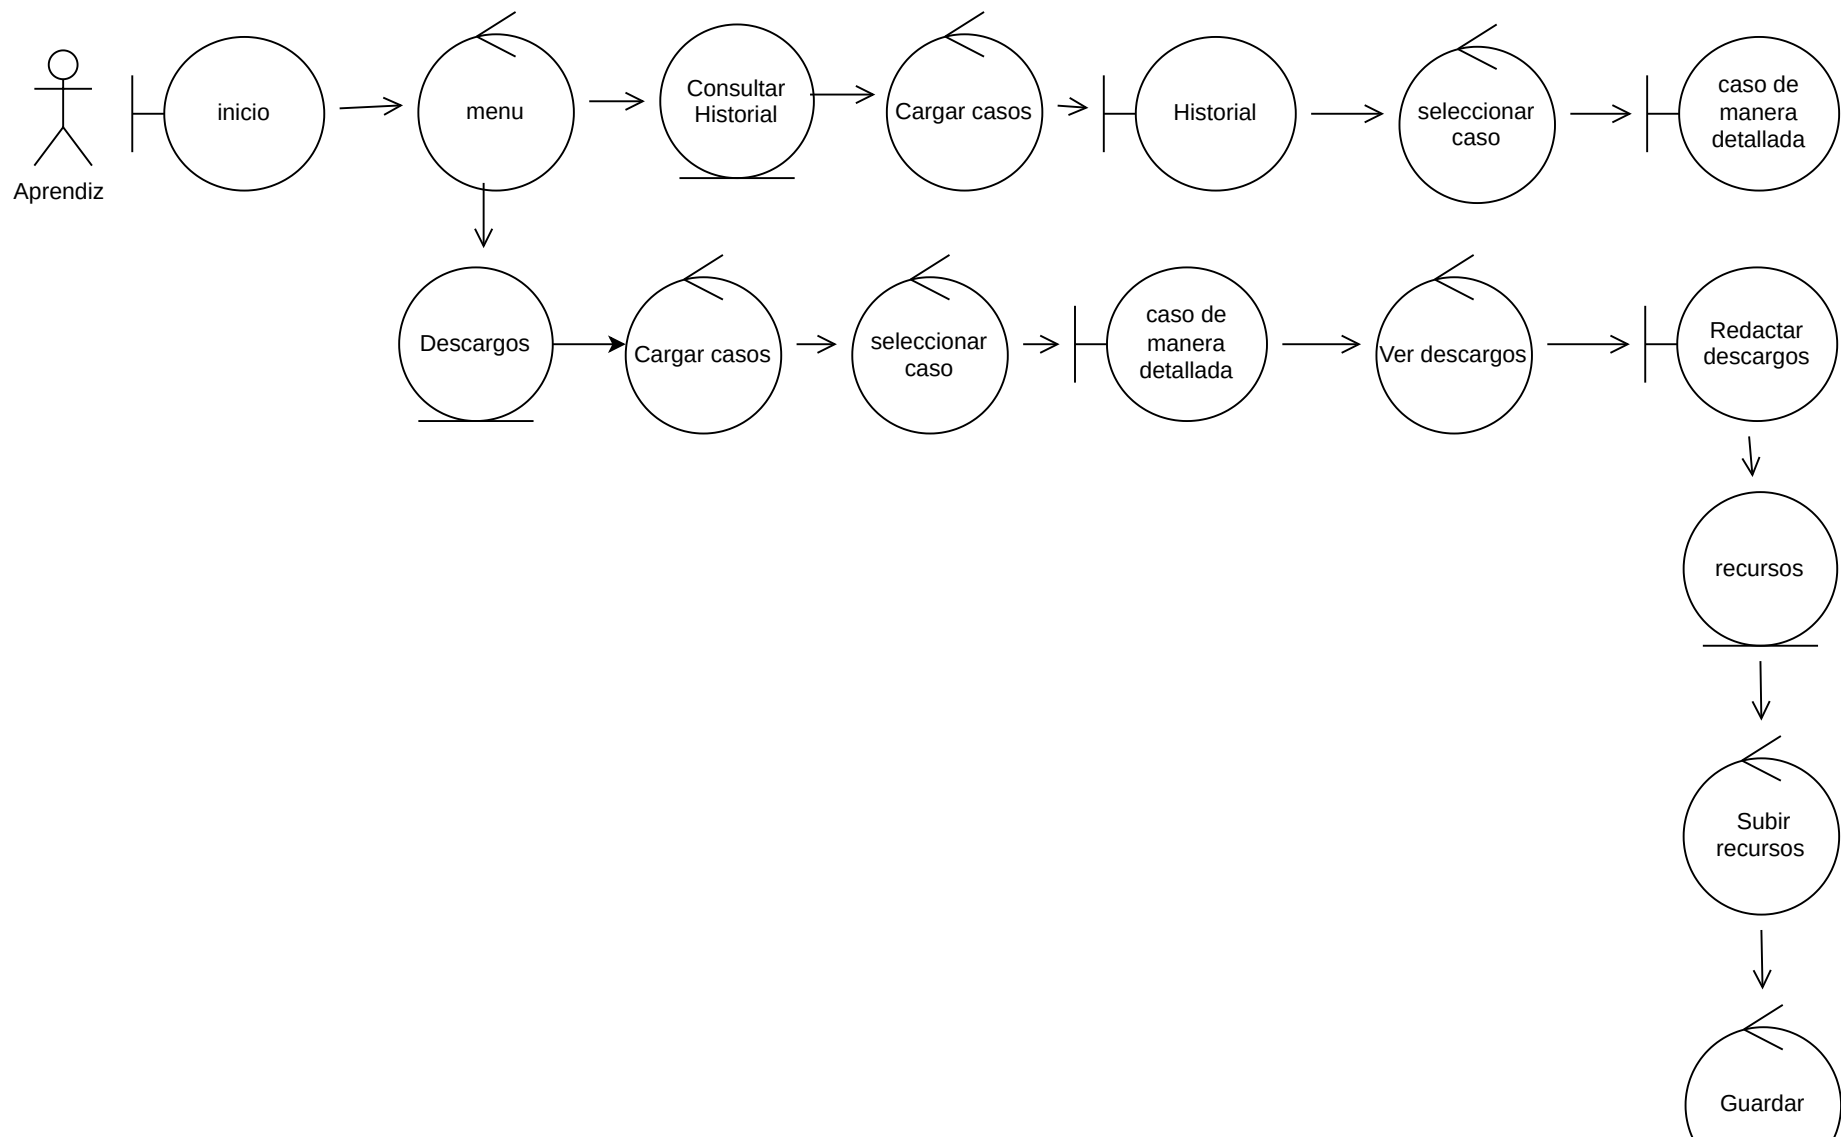 Aprendiz
inicio
menu
Consultar
Historial
Cargar casos
Historial
seleccionar
caso
caso de
manera
detallada
Descargos
Cargar casos
seleccionar
caso
caso de
manera
detallada
Ver descargos
Redactar
descargos
recursos
Subir
recursos
Guardar